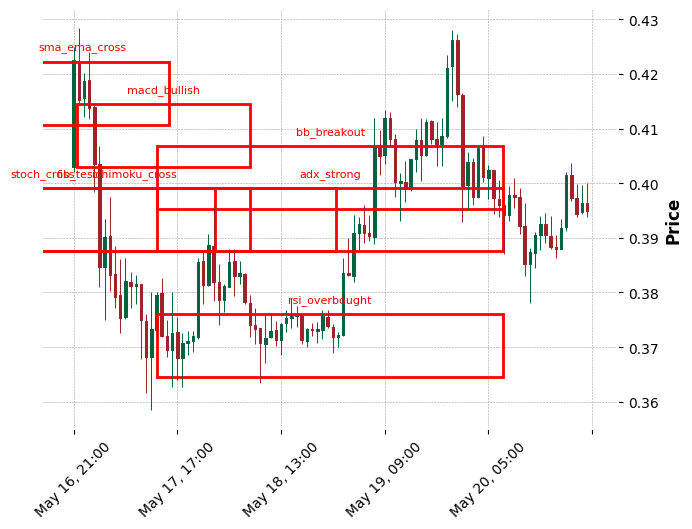 sma_ema_cross
macd_bullish
bb_breakout
stoch_cross
ichimoku_cross
adx_strong
rsi_overbought
0.43
0.42
0.41
0.40
0.39
0.38
0.37
0.36
Price
May 16, 21:00
May 17, 17:00
May 18, 13:00
May 19, 09:00
May 20, 05:00